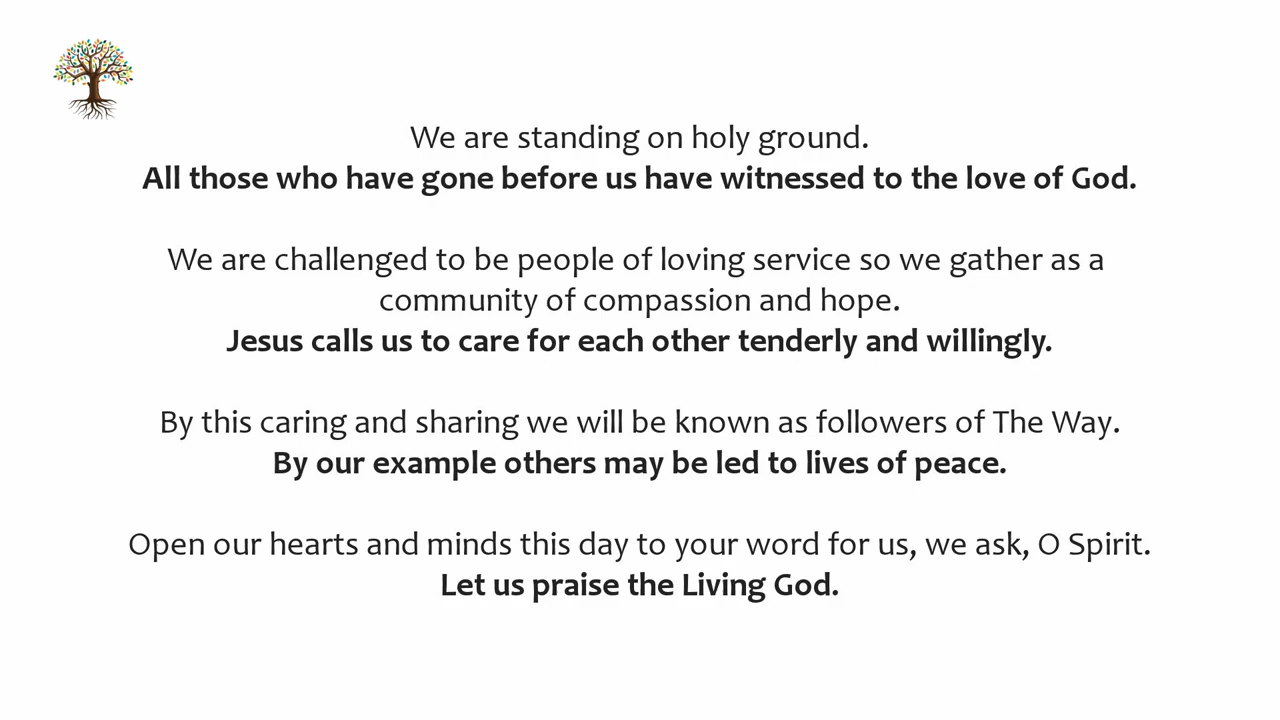 We are standing on holy ground.
All those who have gone before us have witnessed to the love of God.
We are challenged to be people of loving service so we gather as a
community of compassion and hope.
Jesus calls us to care for each other tenderly and willingly.
By this caring and sharing we will be known as followers of The Way.
By our example others may be led to lives of peace.
Open our hearts and minds this day to your word for us, we ask, O Spirit.
Let us praise the Living God.